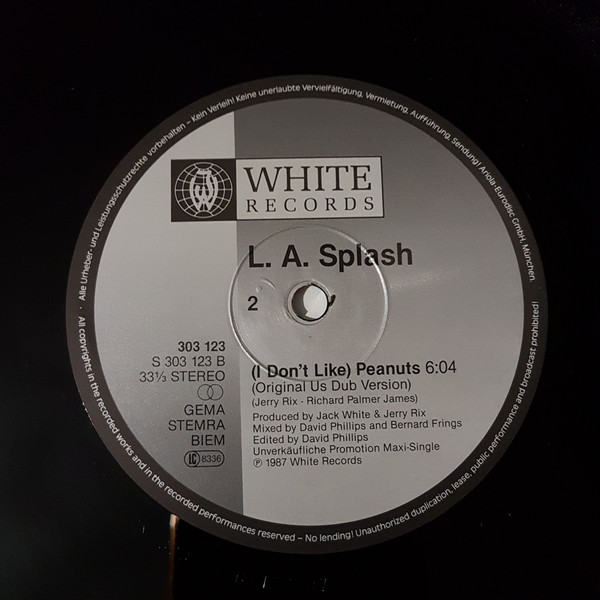 · Alle Urheber- und Leistungsschutzrechte vorbehalten – Kein Verleih! Keine unerlaubte Vervielfältigung, Vermietung, Aufführung, Sendung! Ariola-Eurodisc GmbH, München.
WHITE
RECORDS
L. A. Splash
2
303 123
S 303 123 B
33⅓ STEREO
GEMA
STEMRA
BIEM
LC 8336
(I Don't Like) Peanuts 6:04
(Original Us Dub Version)
(Jerry Rix - Richard Palmer James)
Produced by Jack White & Jerry Rix
Mixed by David Phillips and Bernard Frings
Edited by David Phillips
Unverkäufliche Promotion Maxi-Single
℗ 1987 White Records
· All copyrights in the recorded works and in the recorded performances reserved – No lending! Unauthorized duplication, lease, public performance and broadcast prohibited!